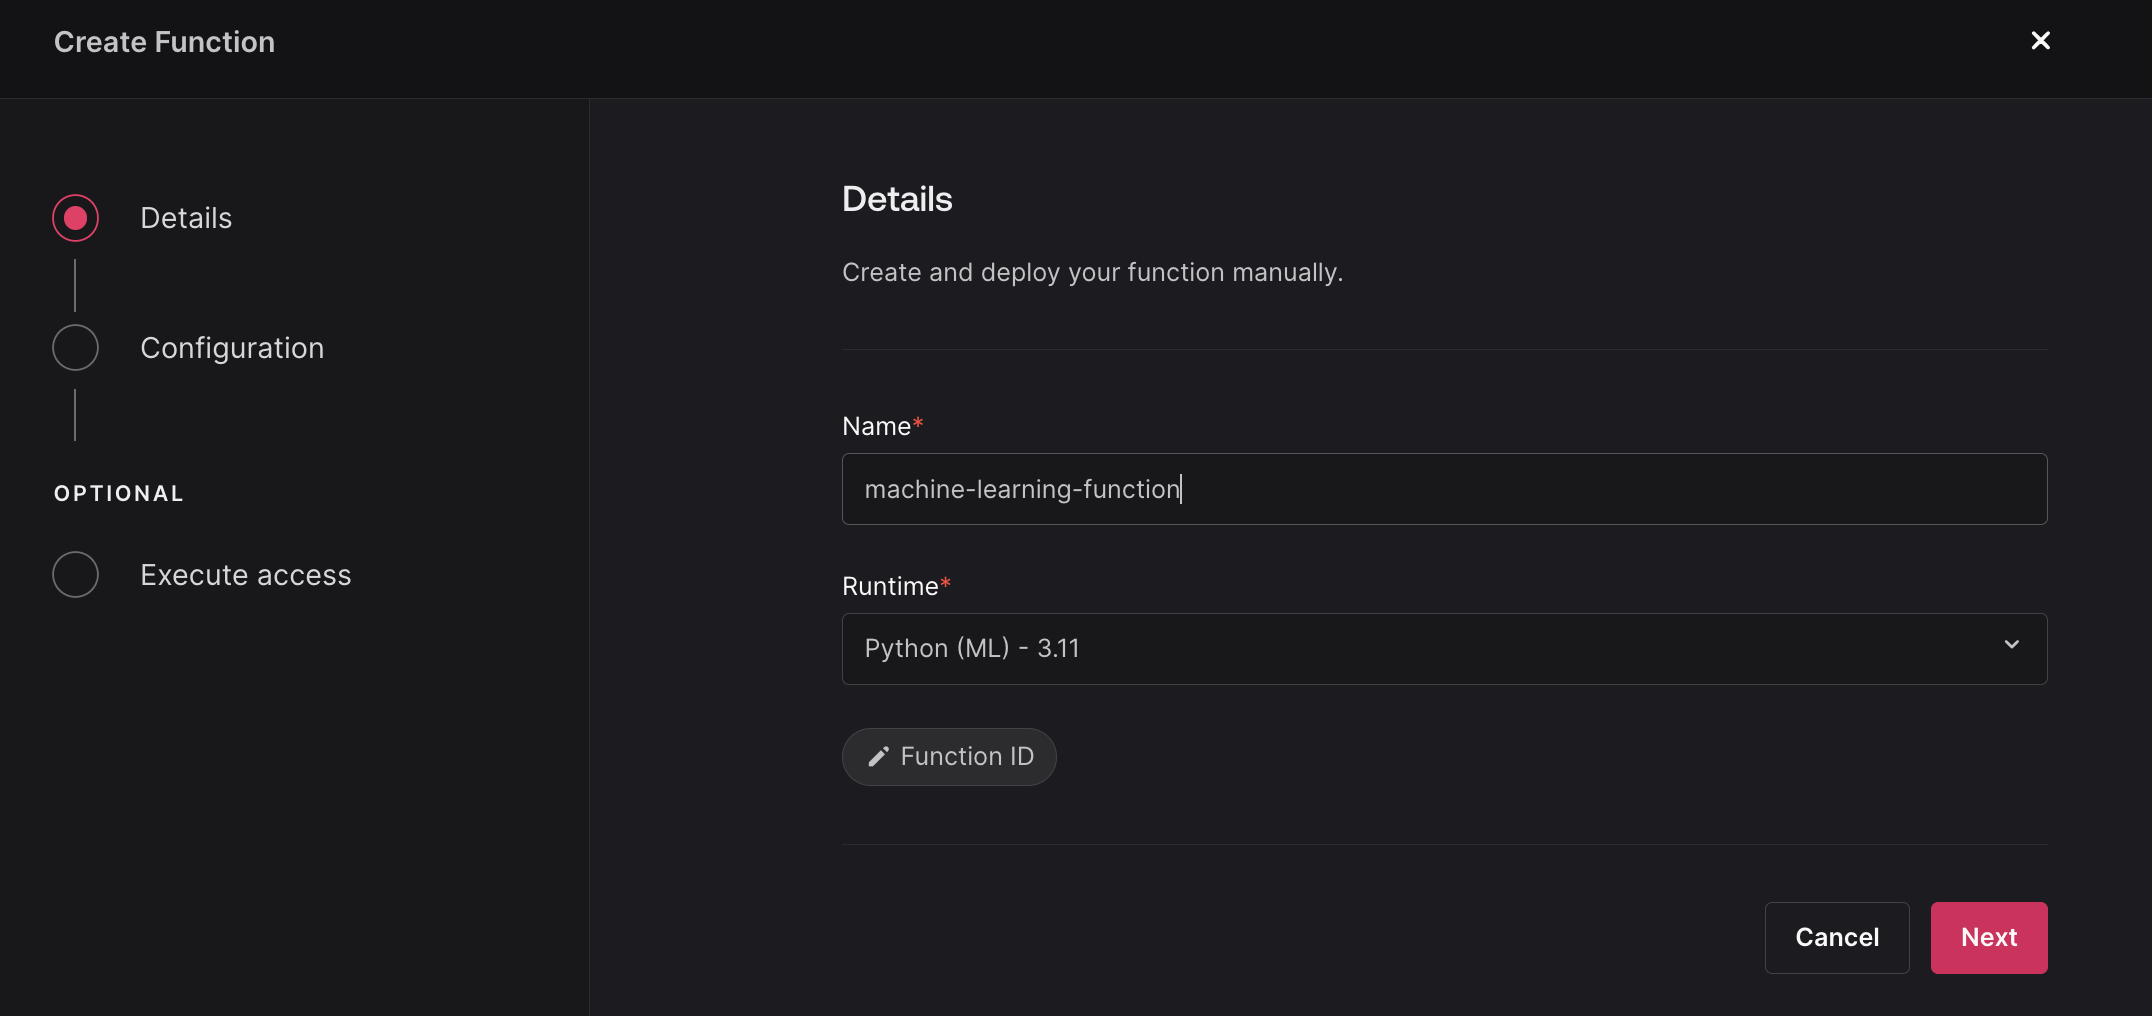 Create Function
Details
Configuration
OPTIONAL
Execute access
Details
Create and deploy your function manually.
Name*
machine-learning-function
Runtime*
Python (ML) - 3.11
Function ID
Cancel
Next